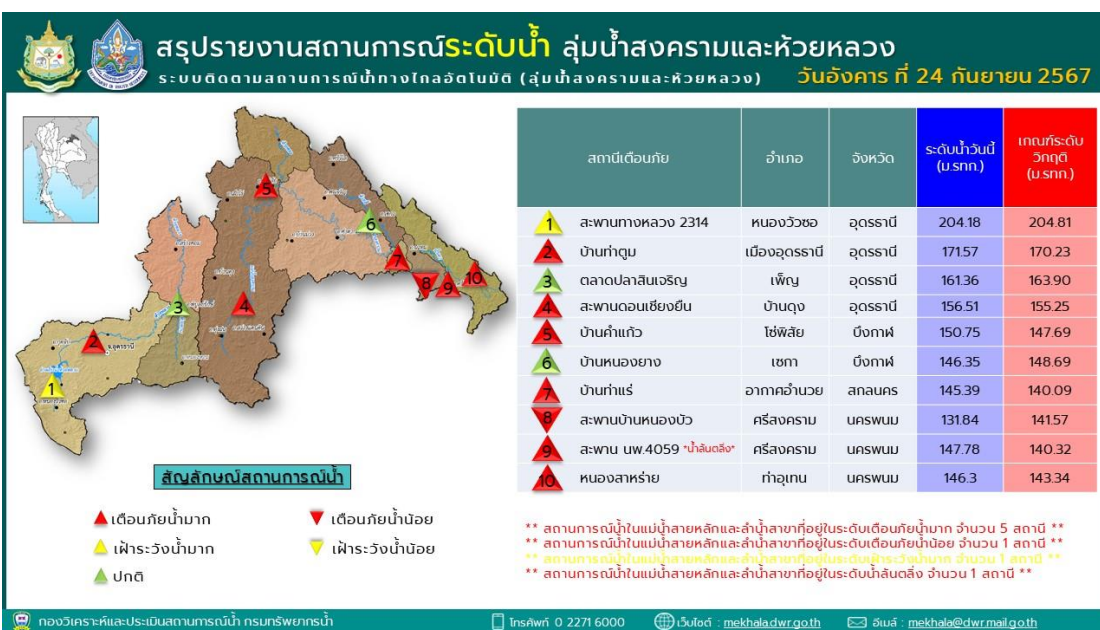 สรุปรายงานสถานการณ์ระดับน้ำ ลุ่มน้ำสงครามและห้วยหลวง
ระบบติดตามสถานการณ์น้ำทางไกลอัตโนมัติ (ลุ่มน้ำสงครามและห้วยหลวง) วันอังคาร ที่ 24 กันยายน 2567
สถานีเตือนภัย อำเภอ จังหวัด ระดับน้ำวันนี้ (ม.รทก.) เกณฑ์ระดับวิกฤติ (ม.รทก.)
1 สะพานทางหลวง 2314 หนองวัวซอ อุดรธานี 204.18 204.81
2 บ้านท่าตูม เมืองอุดรธานี อุดรธานี 171.57 170.23
3 ตลาดปลาสินเจริญ เพ็ญ อุดรธานี 161.36 163.90
4 สะพานดอนเชียงยืน บ้านดุง อุดรธานี 156.51 155.25
5 บ้านคำแก้ว โซ่พิสัย บึงกาฬ 150.75 147.69
6 บ้านหนองยาง เซกา บึงกาฬ 146.35 148.69
7 บ้านท่าแร่ อากาศอำนวย สกลนคร 145.39 140.09
8 สะพานบ้านหนองบัว ศรีสงคราม นครพนม 131.84 141.57
9 สะพาน นพ.4059 *น้ำล้นตลิ่ง* ศรีสงคราม นครพนม 147.78 140.32
10 หนองสาหร่าย ท่าอุเทน นครพนม 146.3 143.34
5
6
7
8
9
10
3
4
2
จ.อุดรธานี
1
สัญลักษณ์สถานการณ์น้ำ
เตือนภัยน้ำมาก เตือนภัยน้ำน้อย
เฝ้าระวังน้ำมาก เฝ้าระวังน้ำน้อย
ปกติ
** สถานการณ์น้ำในแม่น้ำสายหลักและลำน้ำสาขาที่อยู่ในระดับเตือนภัยน้ำมาก จำนวน 5 สถานี **
** สถานการณ์น้ำในแม่น้ำสายหลักและลำน้ำสาขาที่อยู่ในระดับเตือนภัยน้ำน้อย จำนวน 1 สถานี **
** สถานการณ์น้ำในแม่น้ำสายหลักและลำน้ำสาขาที่อยู่ในระดับเฝ้าระวังน้ำมาก จำนวน 1 สถานี **
** สถานการณ์น้ำในแม่น้ำสายหลักและลำน้ำสาขาที่อยู่ในระดับน้ำล้นตลิ่ง จำนวน 1 สถานี **
กองวิเคราะห์และประเมินสถานการณ์น้ำ กรมทรัพยากรน้ำ โทรศัพท์ 0 2271 6000 เว็บไซต์ : mekhala.dwr.go.th อีเมล์ : mekhala@dwr.mail.go.th